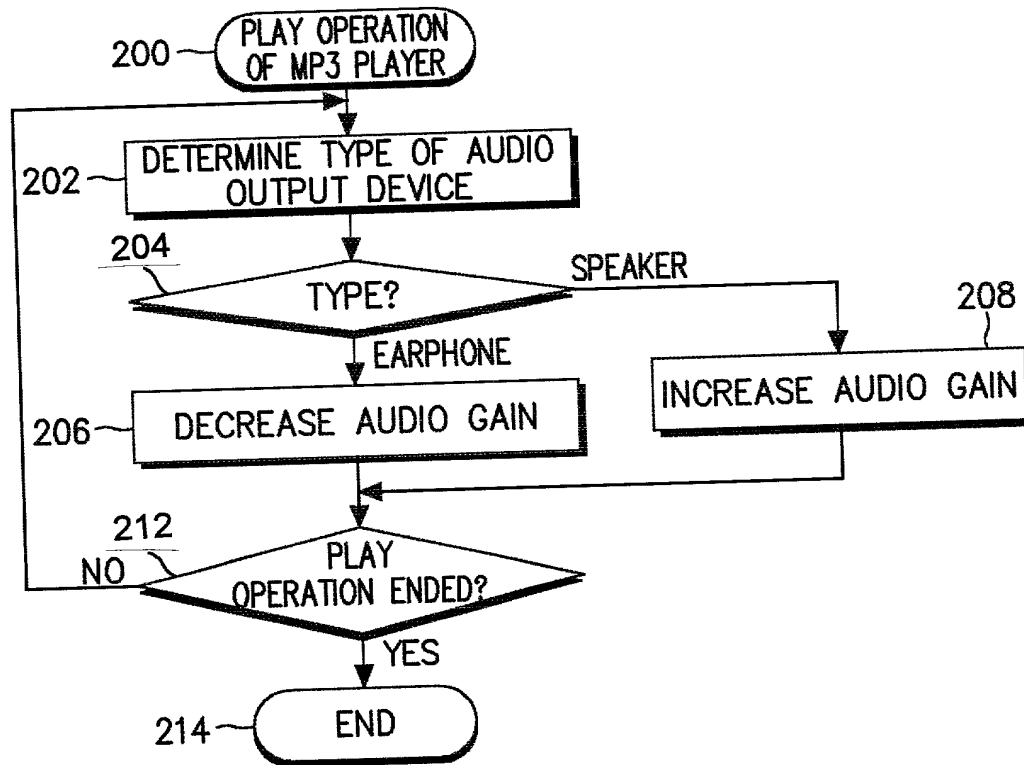 200
PLAY OPERATION
OF MP3 PLAYER
202
DETERMINE TYPE OF AUDIO
OUTPUT DEVICE
204
TYPE?
SPEAKER
EARPHONE
208
INCREASE AUDIO GAIN
206
DECREASE AUDIO GAIN
212
NO
PLAY
OPERATION ENDED?
YES
214
END